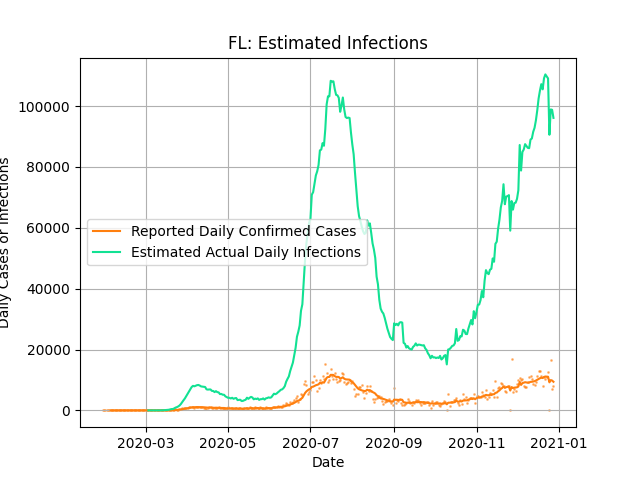 FL: Estimated Infections
100000
80000
60000
40000
20000
0
Daily Cases or Infections
Reported Daily Confirmed Cases
Estimated Actual Daily Infections
2020-03
2020-05
2020-07
2020-09
2020-11
2021-01
Date